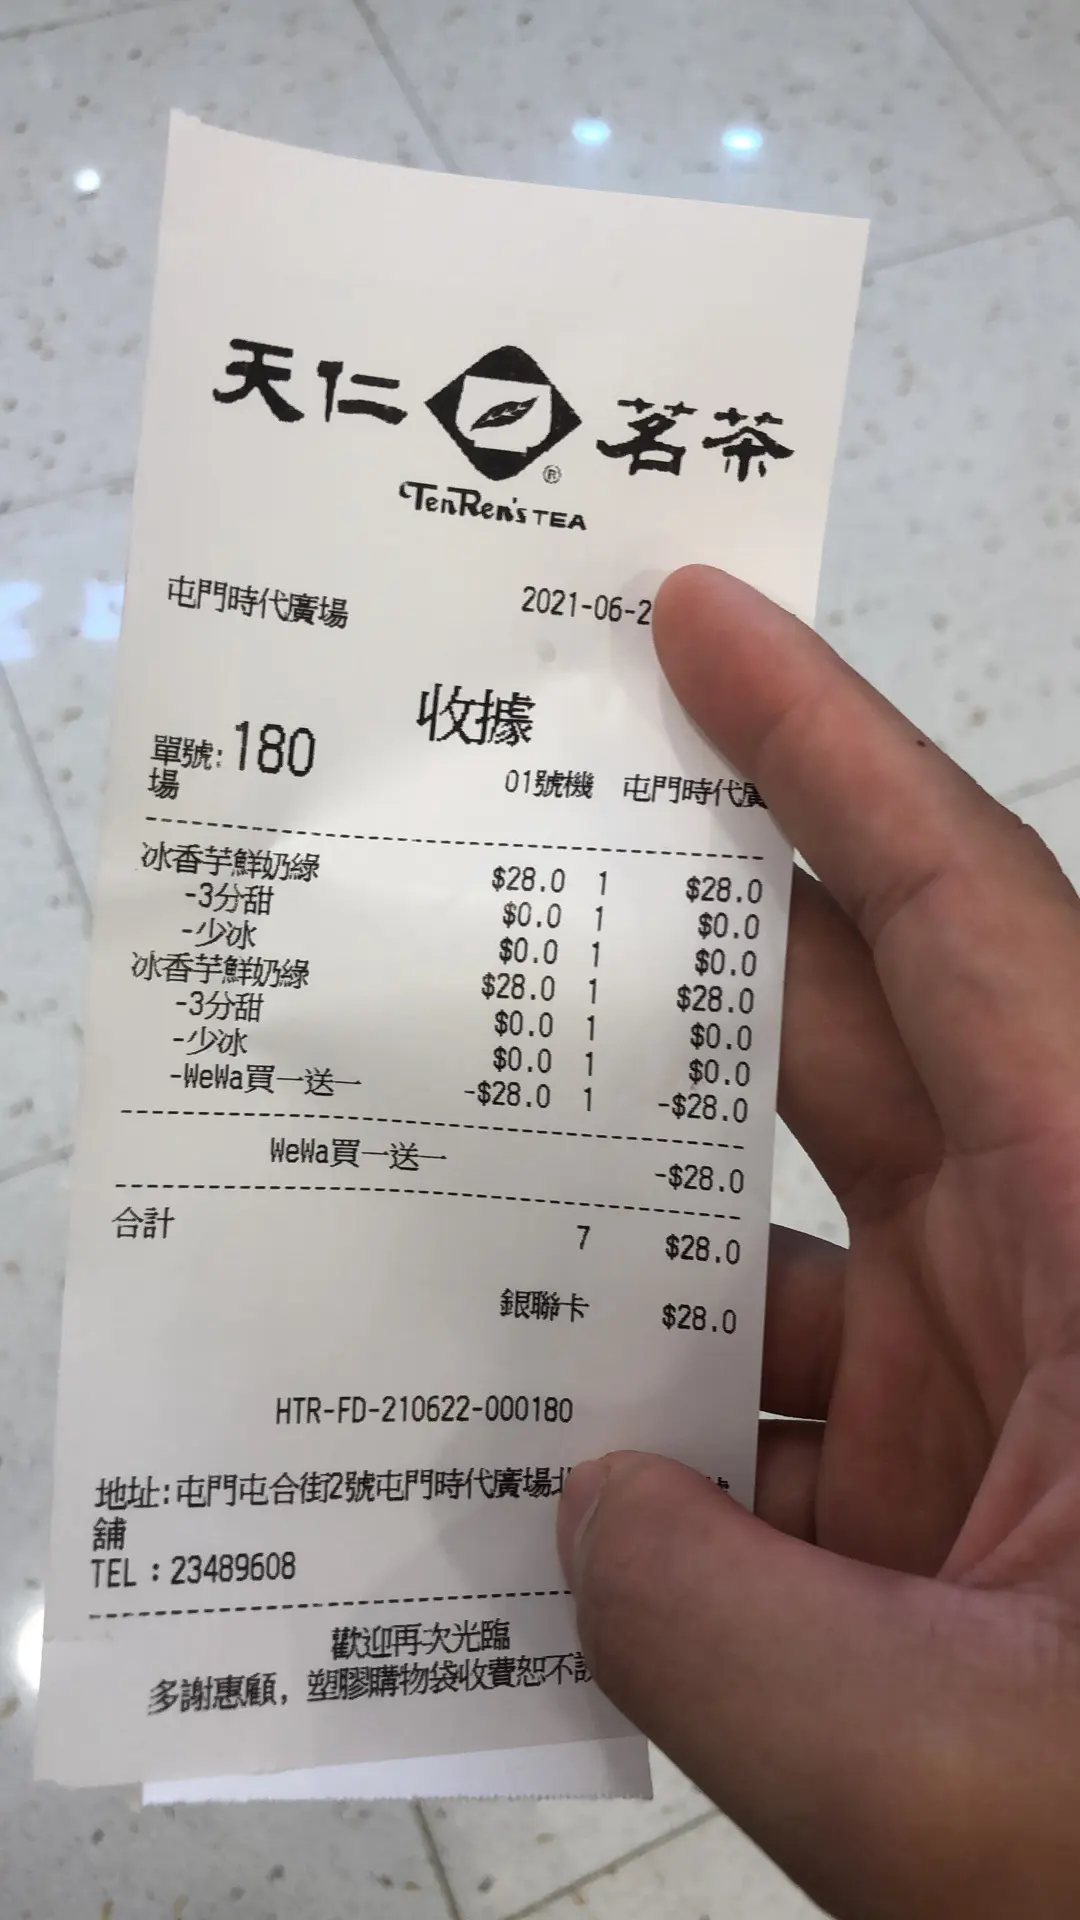 天仁 茗茶
TenRen's TEA
屯門時代廣場 2021-06-2
收據
單號:180 01號機 屯門時代廣
場
冰香芋鮮奶綠 $28.0 1 $28.0
-3分甜 $0.0 1 $0.0
-少冰 $0.0 1 $0.0
冰香芋鮮奶綠 $28.0 1 $28.0
-3分甜 $0.0 1 $0.0
-少冰 $0.0 1 $0.0
-WeWa買一送一 -$28.0 1 -$28.0
WeWa買一送一 -$28.0
合計 7 $28.0
銀聯卡 $28.0
HTR-FD-210622-000180
地址:屯門屯合街2號屯門時代廣場
舖
TEL：23489608
歡迎再次光臨
多謝惠顧，塑膠購物袋收費恕不